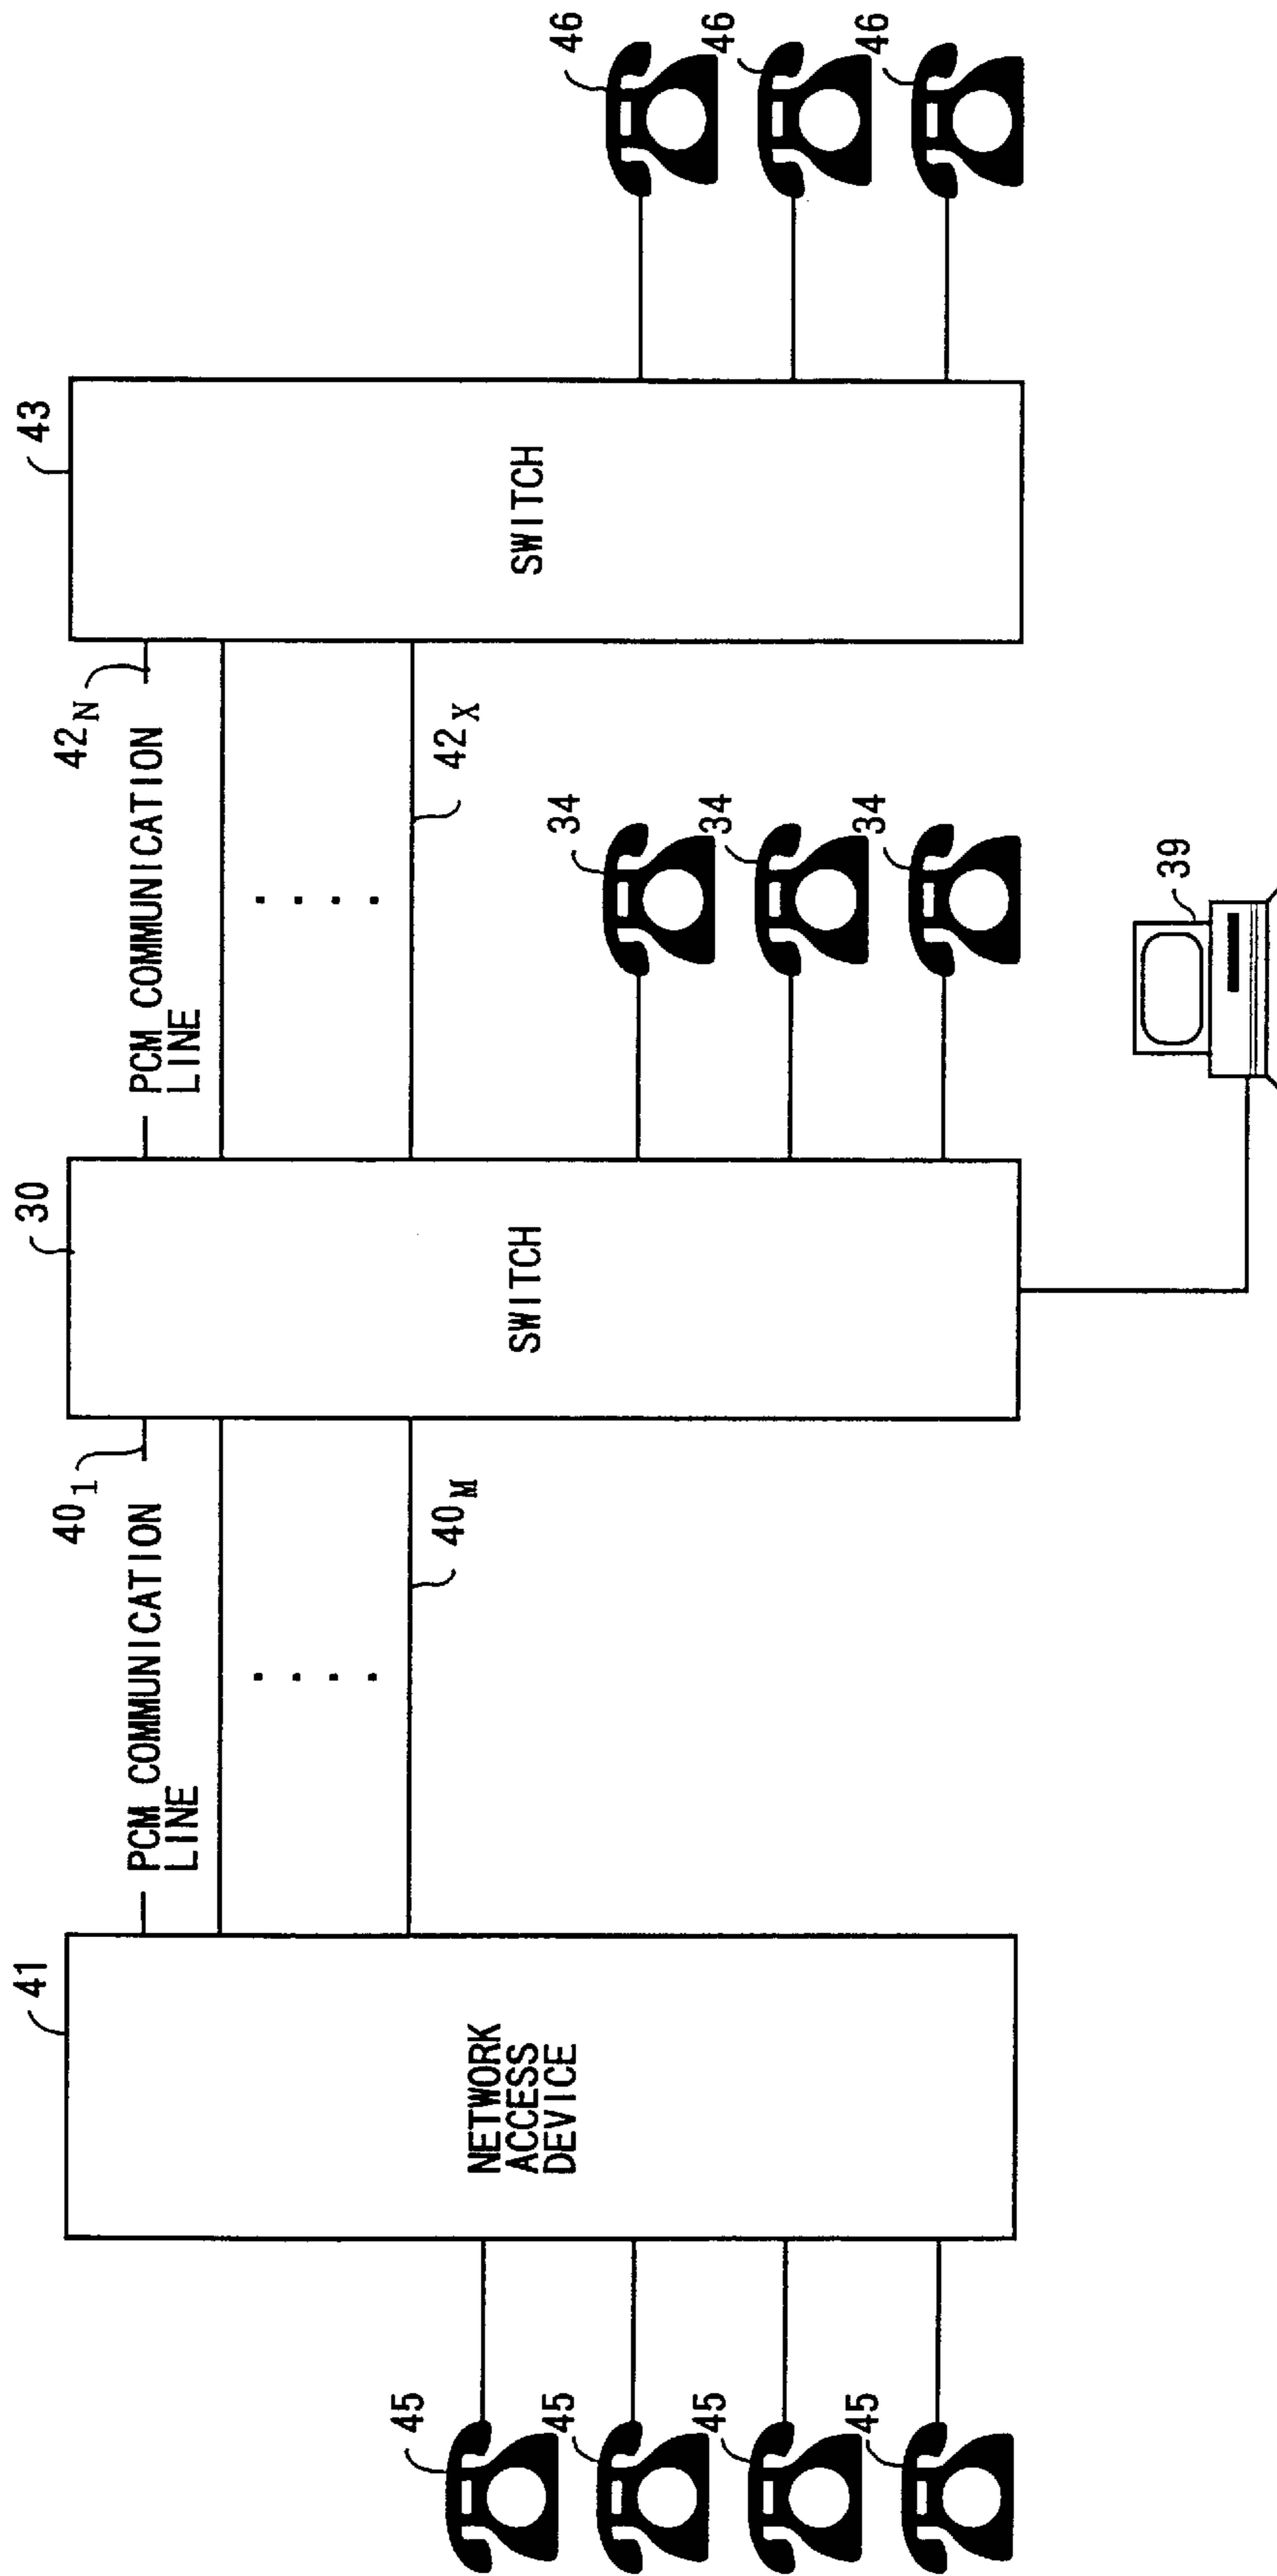 41
40₁
30
42N
43
PCM COMMUNICATION
LINE
PCM COMMUNICATION
LINE
40M
42X
NETWORK
ACCESS
DEVICE
SWITCH
SWITCH
45
45
45
45
34
34
34
46
46
46
39